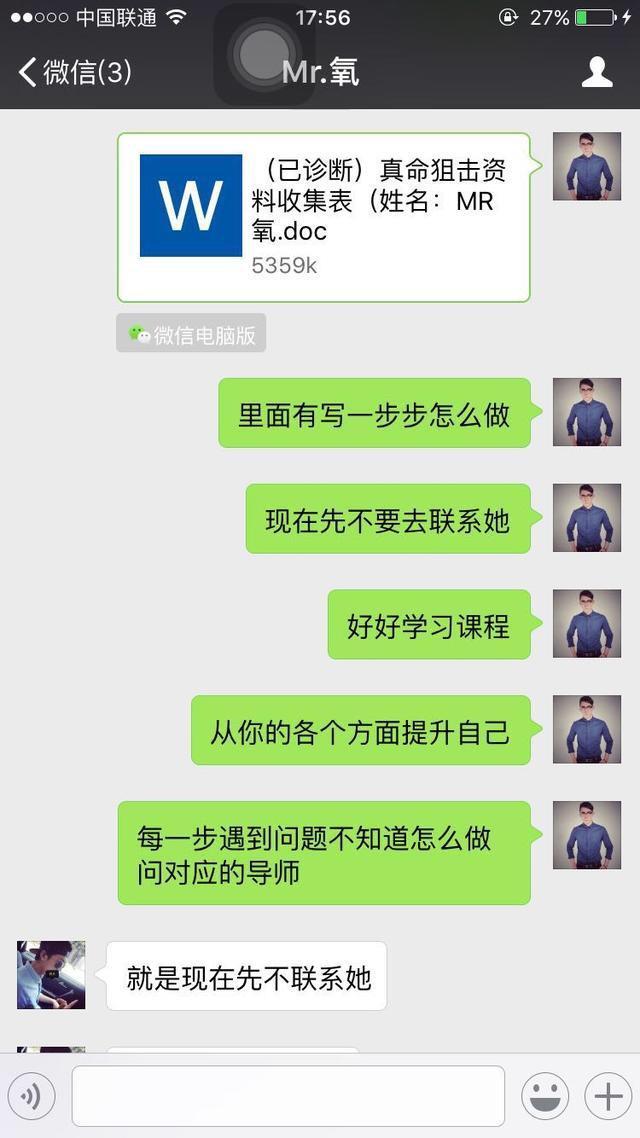 中国联通
17:56
27%
微信(3)
Mr.氧
W
（已诊断）真命狙击资
料收集表（姓名：MR
氧.doc
5359k
微信电脑版
里面有写一步步怎么做
现在先不要去联系她
好好学习课程
从你的各个方面提升自己
每一步遇到问题不知道怎么做
问对应的导师
就是现在先不联系她